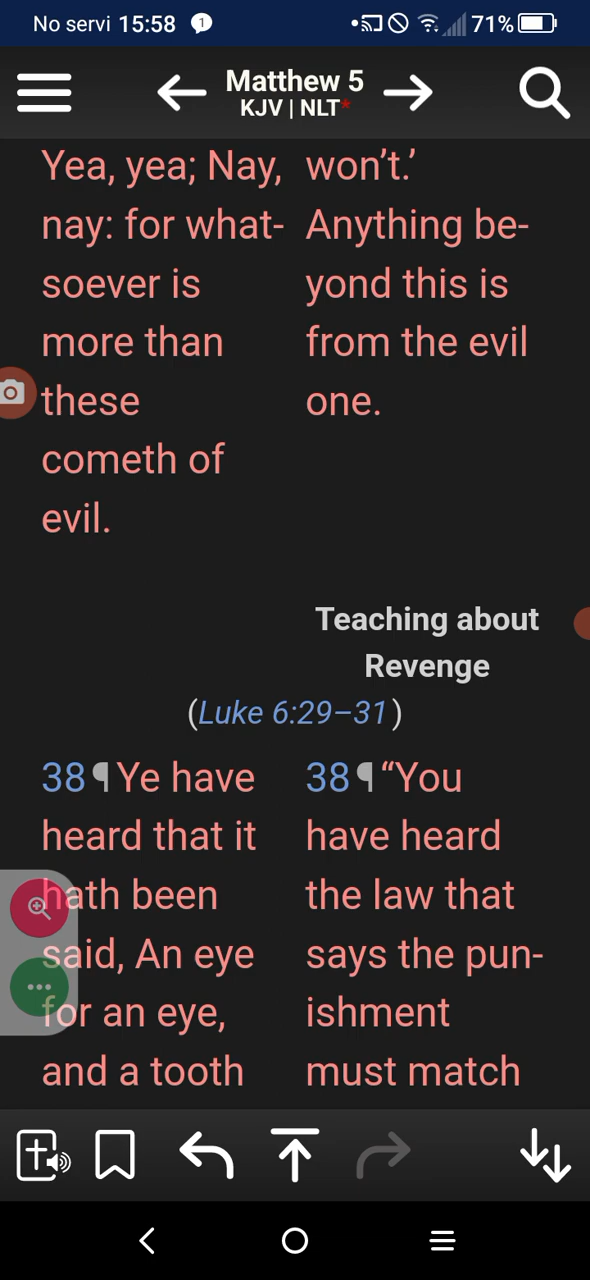 No servi 15:58 1 71%
Matthew 5
KJV | NLT*
Yea, yea; Nay,
nay: for what-
soever is
more than
these
cometh of
evil.
won’t.’
Anything be-
yond this is
from the evil
one.
Teaching about
Revenge
(Luke 6:29–31)
38 ¶ Ye have
heard that it
hath been
said, An eye
for an eye,
and a tooth
38 ¶ “You
have heard
the law that
says the pun-
ishment
must match